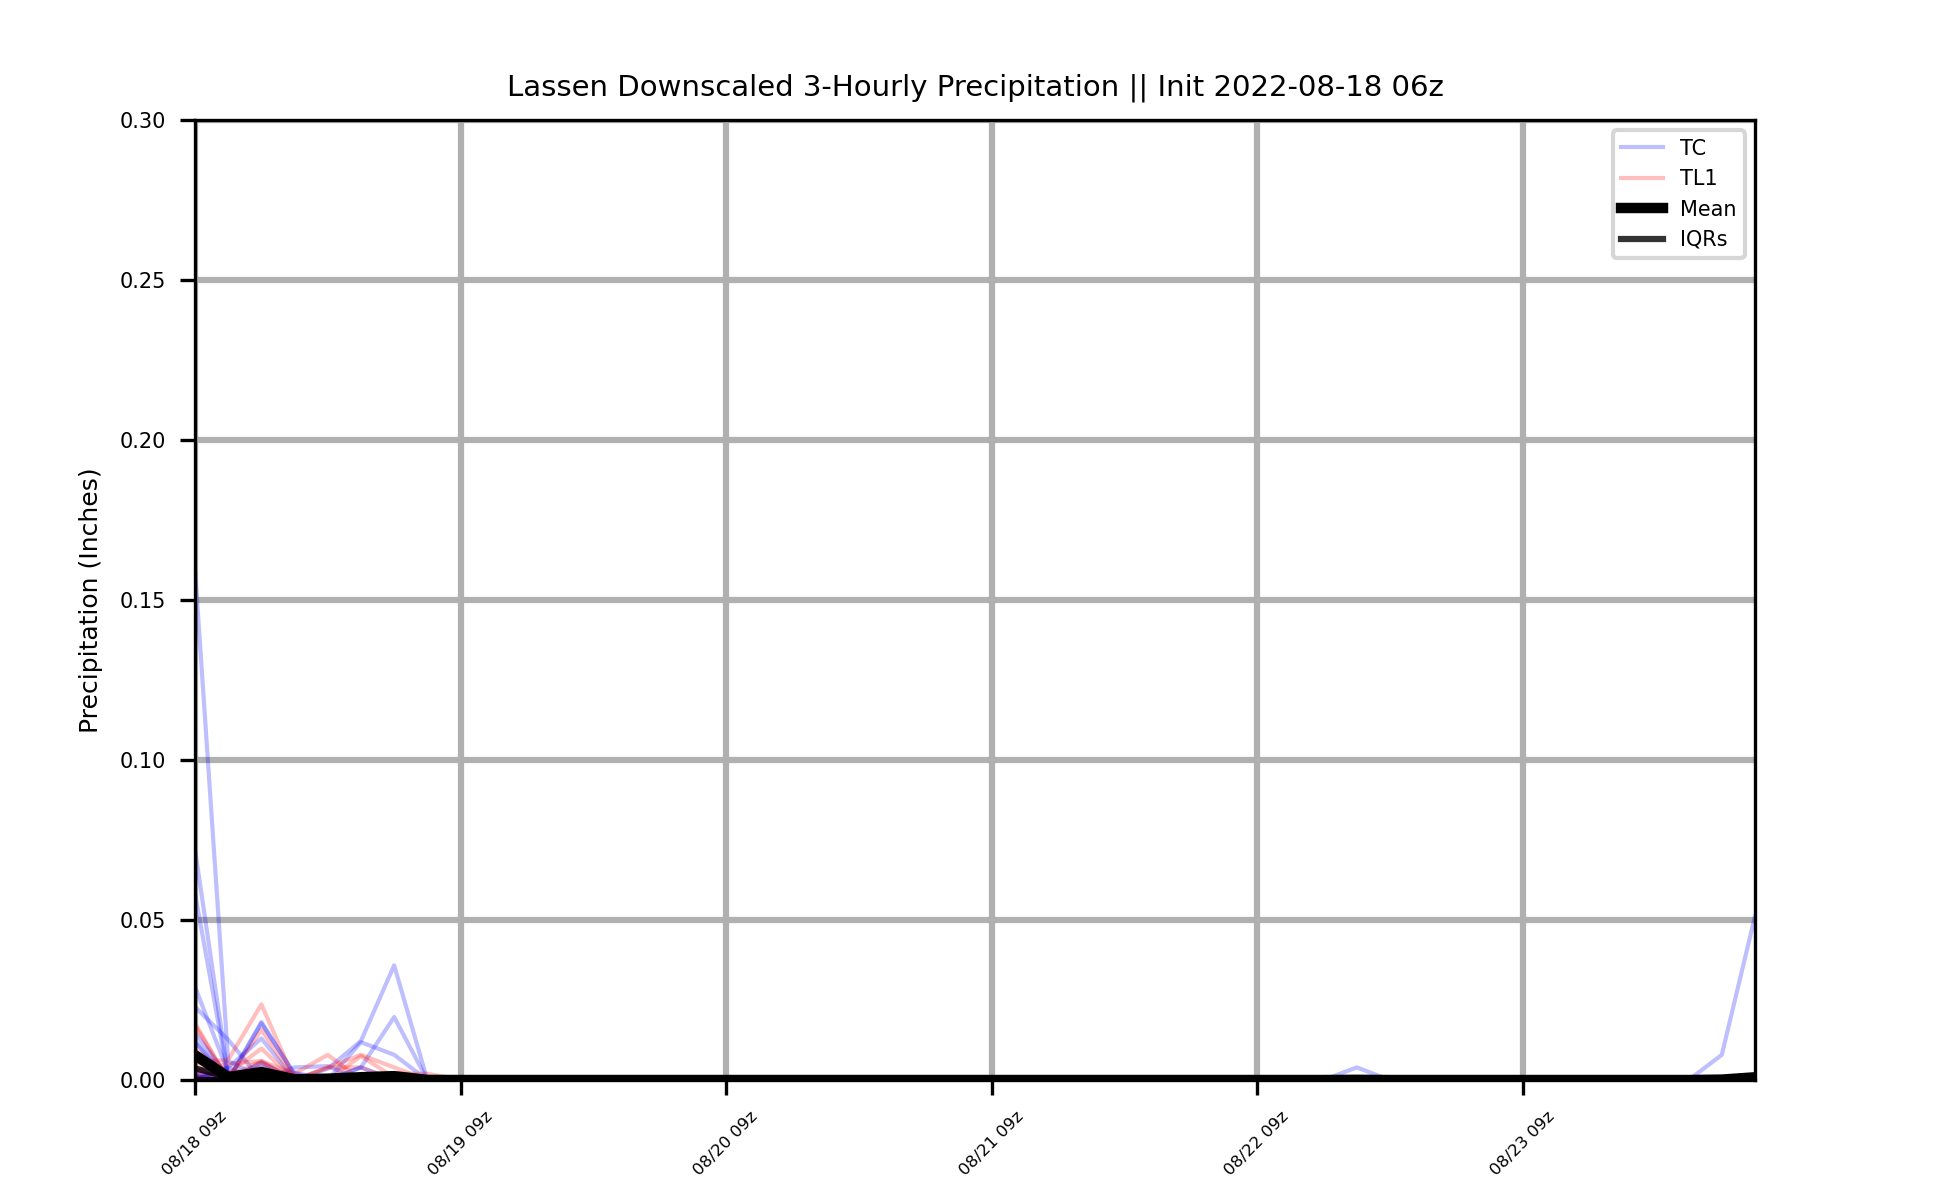 Lassen Downscaled 3-Hourly Precipitation || Init 2022-08-18 06z
TC
TL1
Mean
IQRs
Precipitation (Inches)
0.30
0.25
0.20
0.15
0.10
0.05
0.00
08/18 09z
08/19 09z
08/20 09z
08/21 09z
08/22 09z
08/23 09z